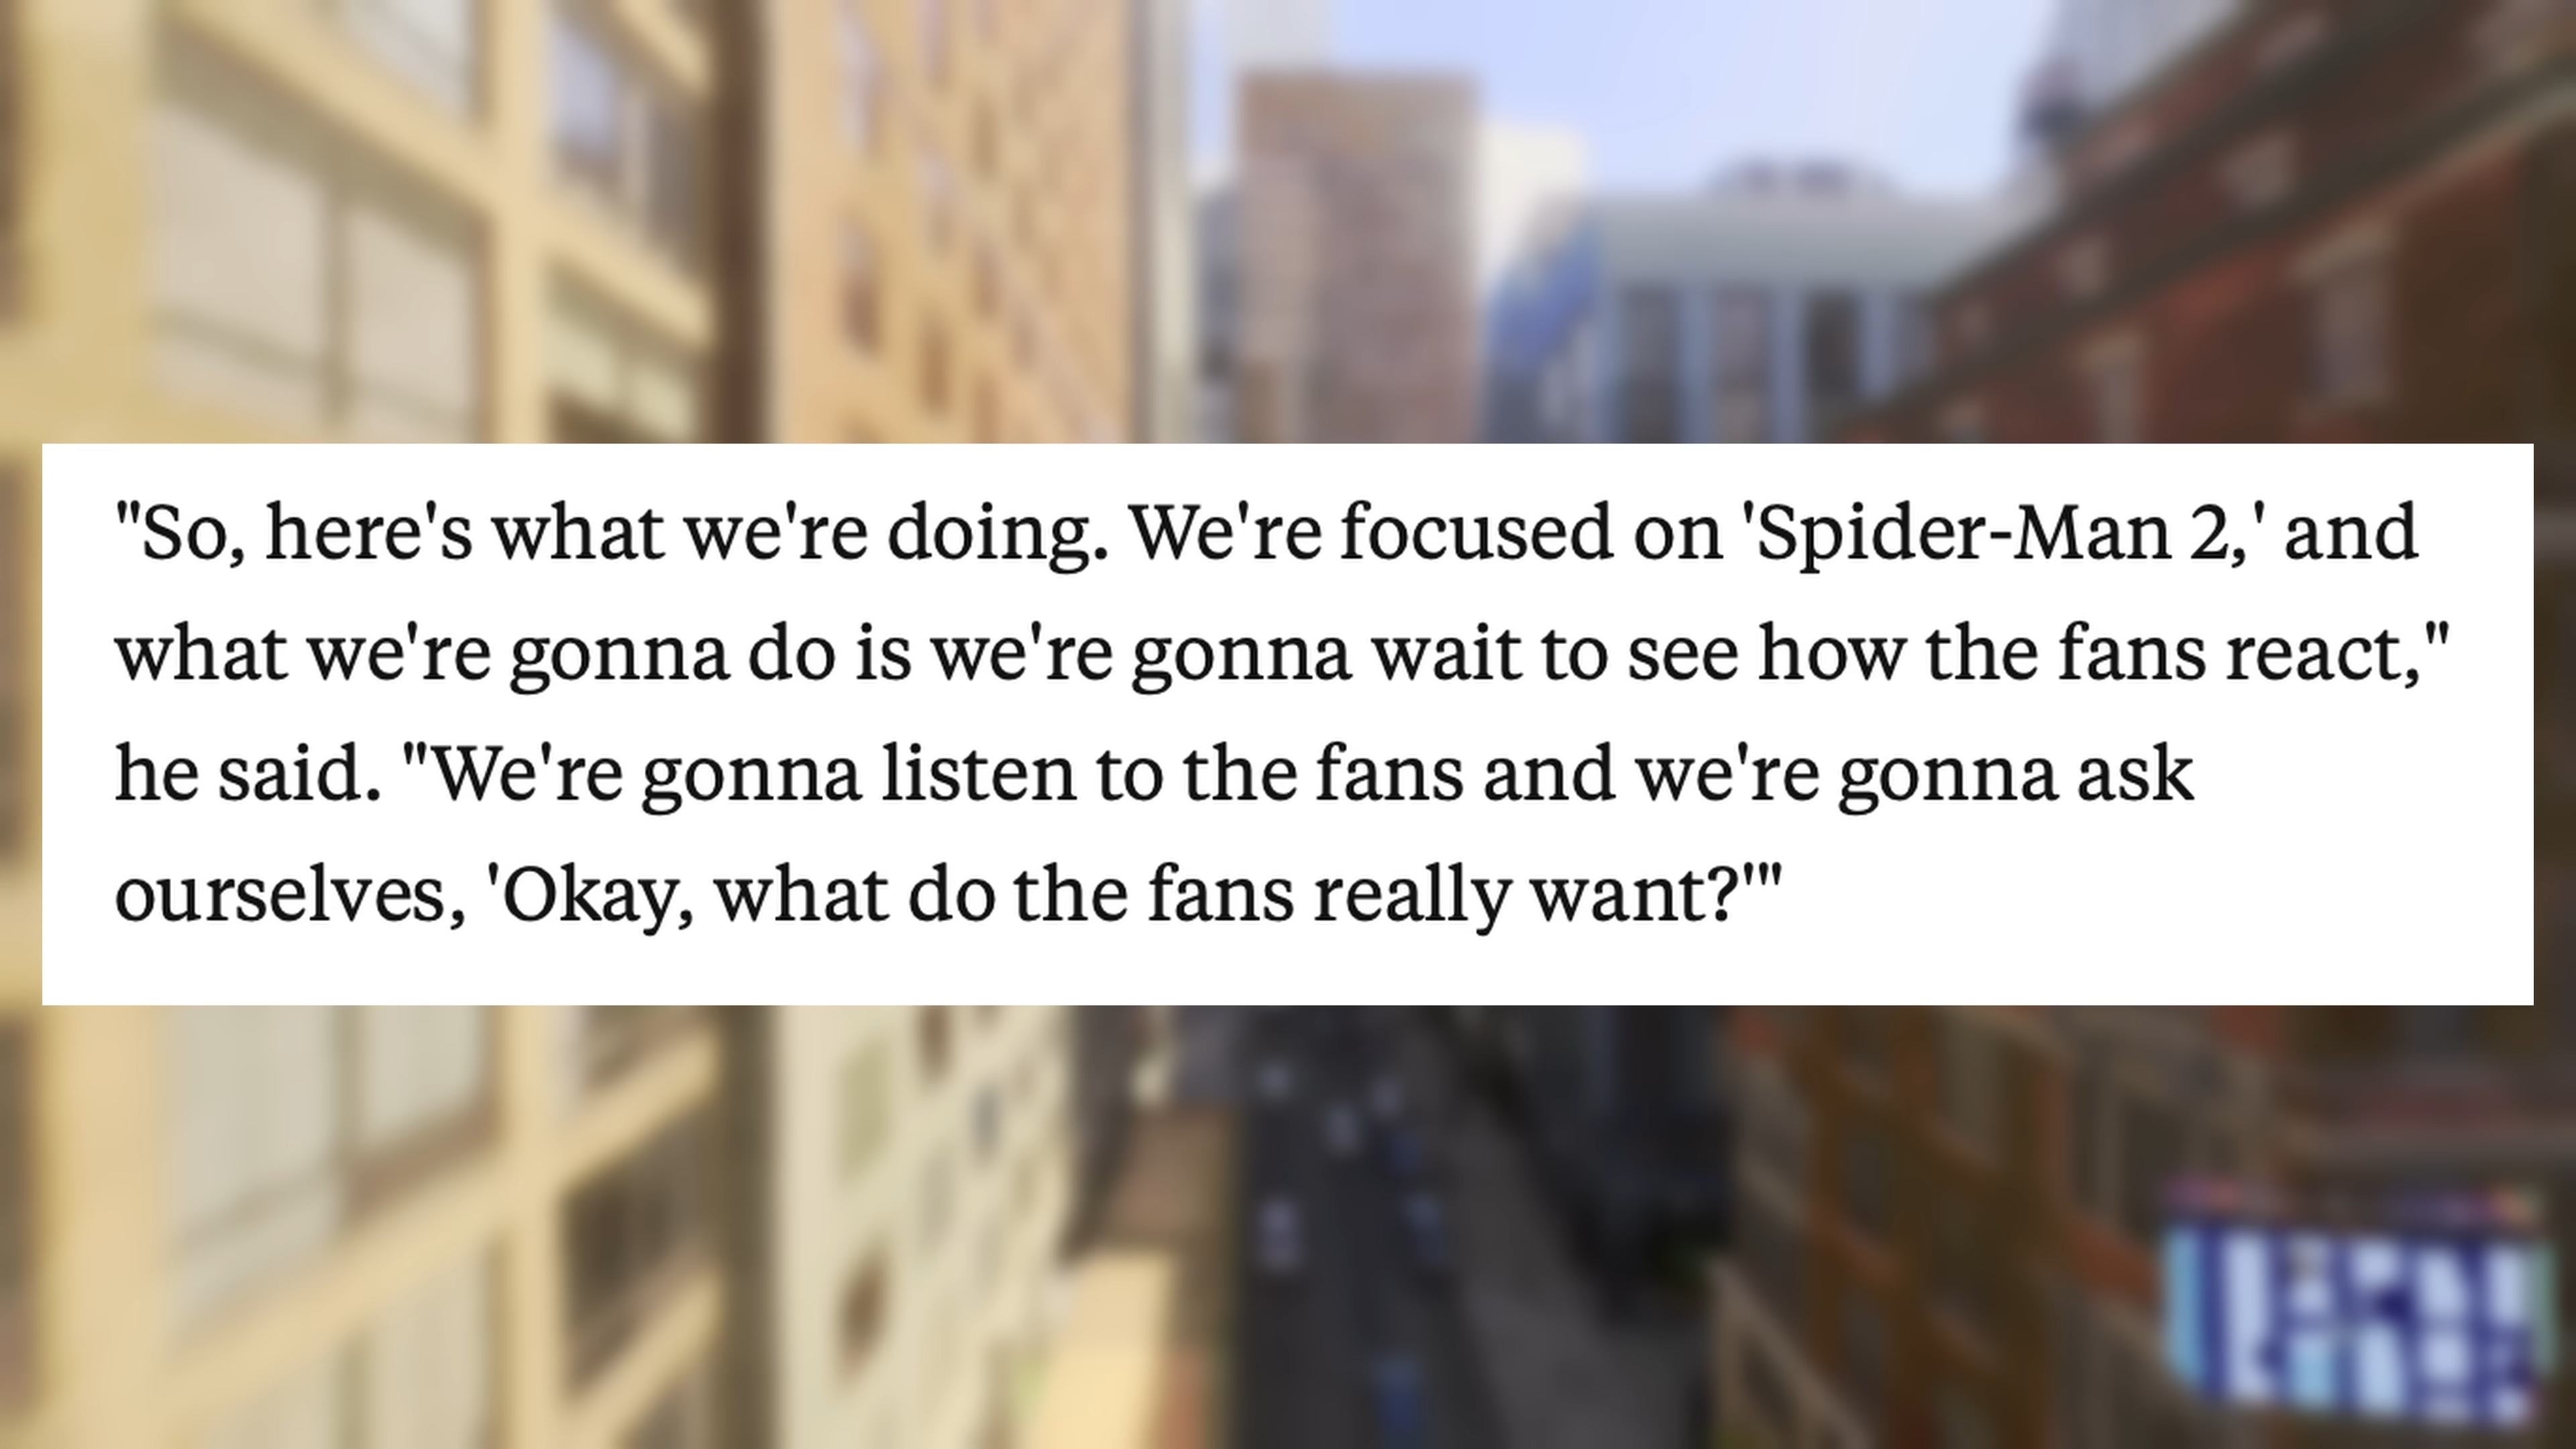 "So, here's what we're doing. We're focused on 'Spider-Man 2,' and
what we're gonna do is we're gonna wait to see how the fans react,"
he said. "We're gonna listen to the fans and we're gonna ask
ourselves, 'Okay, what do the fans really want?'"